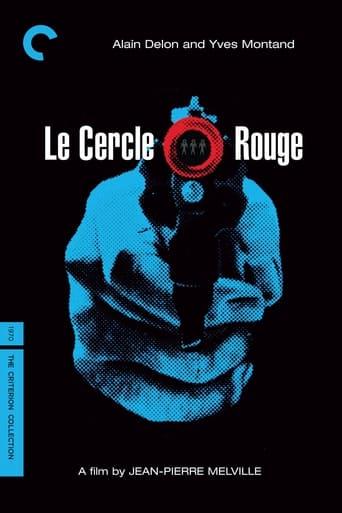 Alain Delon and Yves Montand
Le Cercle Rouge
1970
THE CRITERION COLLECTION
A film by JEAN-PIERRE MELVILLE